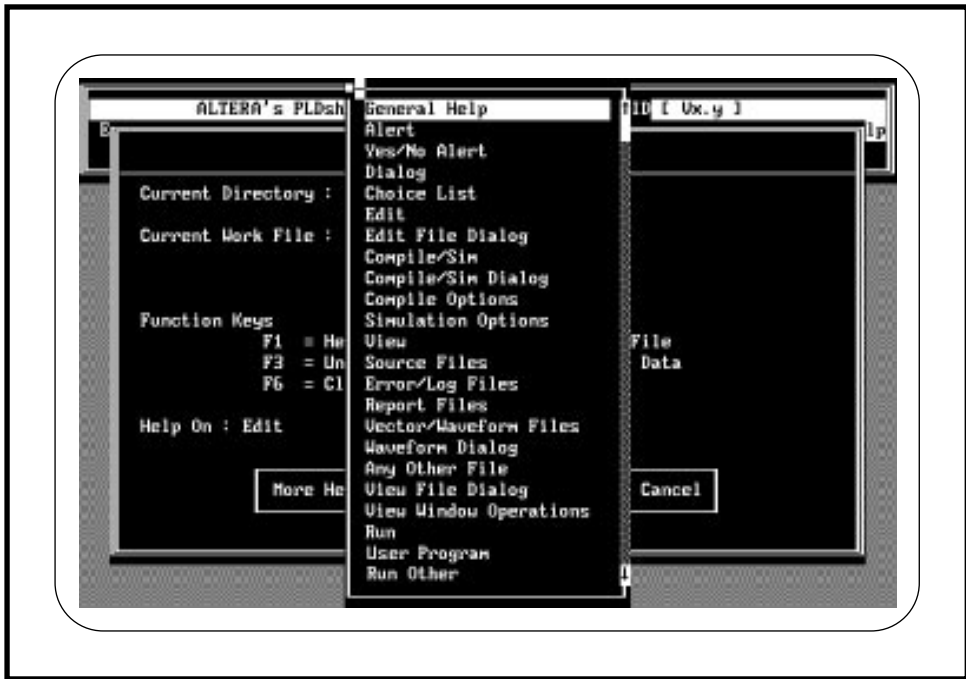 ALTERA's PLDsh
[ Vx.y ]
General Help
Alert
Yes/No Alert
Dialog
Current Directory :
Choice List
Edit
Current Work File :
Edit File Dialog
Compile/Sim
Compile/Sim Dialog
Compile Options
Function Keys
Simulation Options
F1 = He
View
File
F3 = Un
Source Files
Data
F6 = Cl
Error/Log Files
Report Files
Help On : Edit
Vector/Waveform Files
Waveform Dialog
Any Other File
More He
View File Dialog
Cancel
View Window Operations
Run
User Program
Run Other